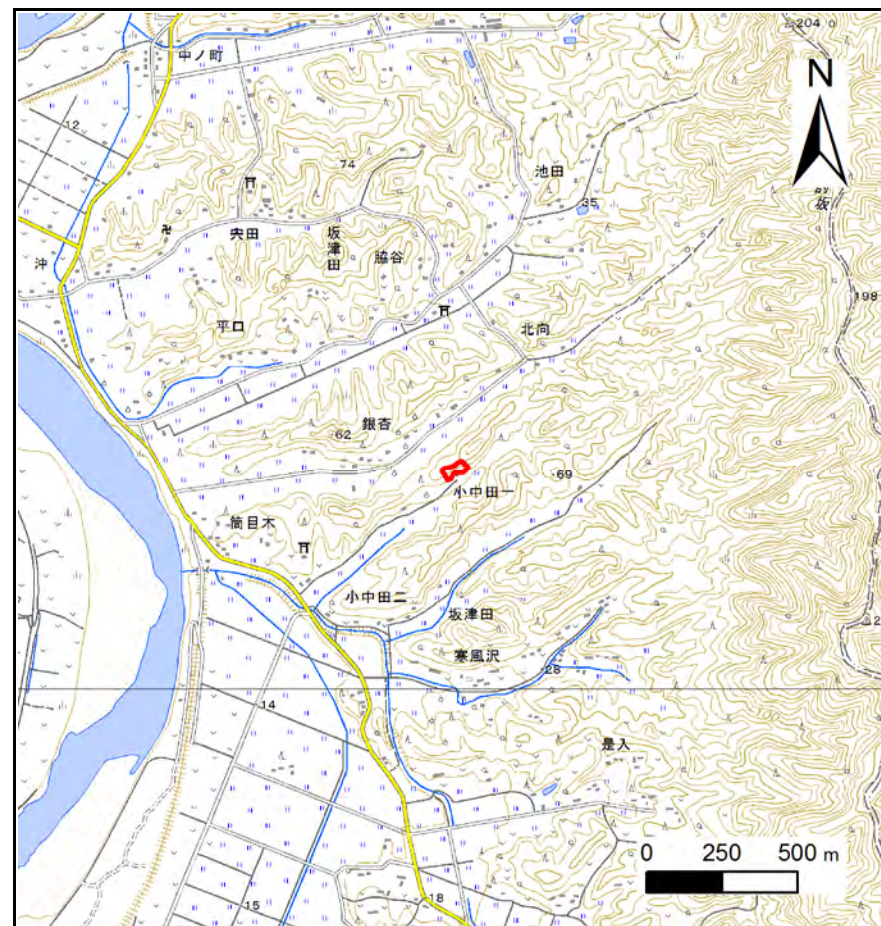 204
中ノ町
N
12
74
池田
35
宍田
坂津田
脇谷
沖
198
平口
北向
銀杏
62
小中田一
69
筒目木
小中田二
坂津田
寒風沢
28
14
是入
0 250 500 m
15
18